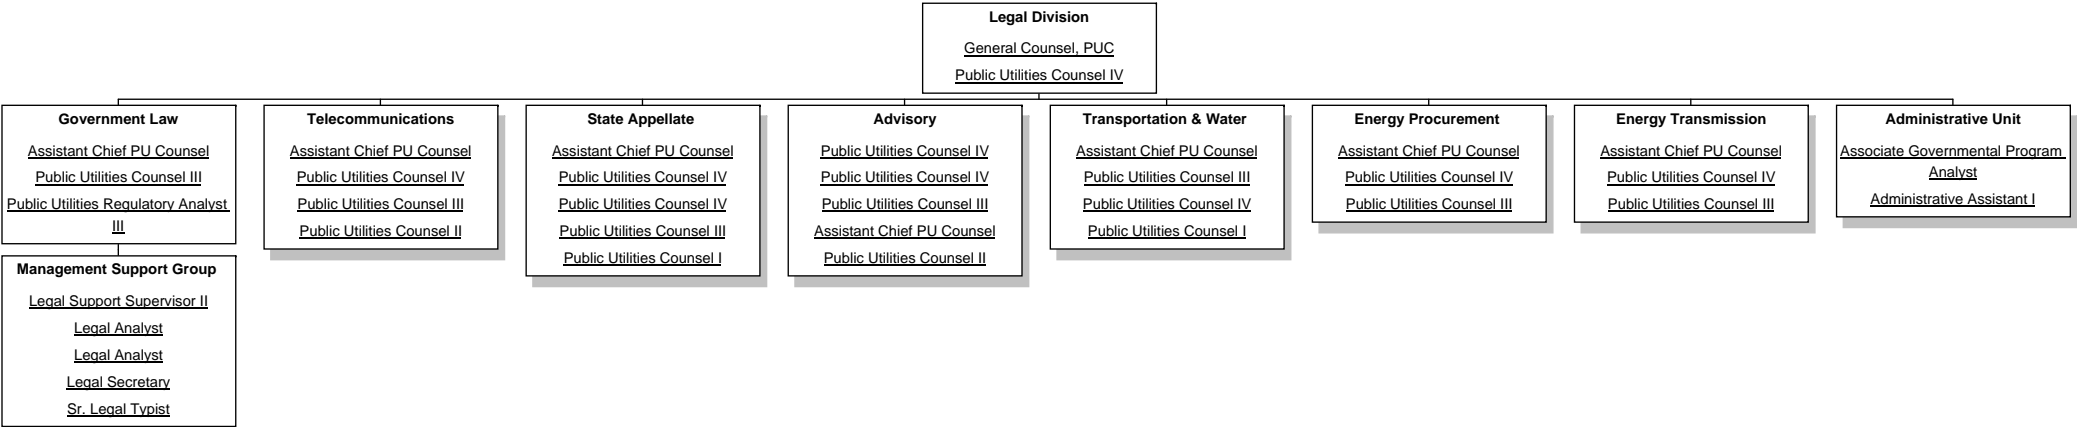 Legal Division
General Counsel, PUC
Public Utilities Counsel IV
Government Law
Assistant Chief PU Counsel
Public Utilities Counsel III
Public Utilities Regulatory Analyst
III
Management Support Group
Legal Support Supervisor II
Legal Analyst
Legal Analyst
Legal Secretary
Sr. Legal Typist
Telecommunications
Assistant Chief PU Counsel
Public Utilities Counsel IV
Public Utilities Counsel III
Public Utilities Counsel II
State Appellate
Assistant Chief PU Counsel
Public Utilities Counsel IV
Public Utilities Counsel IV
Public Utilities Counsel III
Public Utilities Counsel I
Advisory
Public Utilities Counsel IV
Public Utilities Counsel IV
Public Utilities Counsel III
Assistant Chief PU Counsel
Public Utilities Counsel II
Transportation & Water
Assistant Chief PU Counsel
Public Utilities Counsel III
Public Utilities Counsel IV
Public Utilities Counsel I
Energy Procurement
Assistant Chief PU Counsel
Public Utilities Counsel IV
Public Utilities Counsel III
Energy Transmission
Assistant Chief PU Counsel
Public Utilities Counsel IV
Public Utilities Counsel III
Administrative Unit
Associate Governmental Program
Analyst
Administrative Assistant I